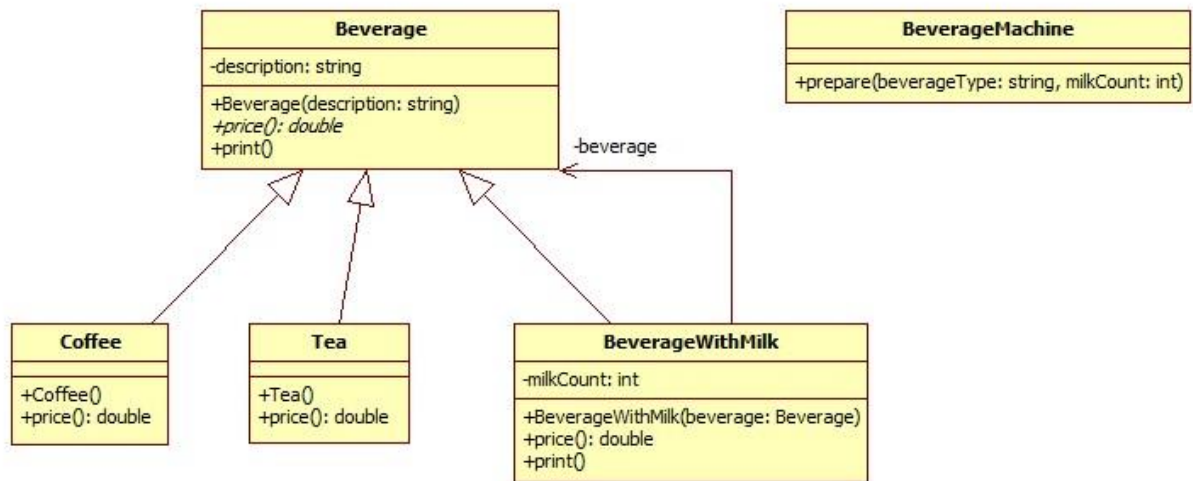 Beverage
-description: string
+Beverage(description: string)
+price(): double
+print()
BeverageMachine
+prepare(beverageType: string, milkCount: int)
-beverage
Coffee
+Coffee()
+price(): double
Tea
+Tea()
+price(): double
BeverageWithMilk
-milkCount: int
+BeverageWithMilk(beverage: Beverage)
+price(): double
+print()